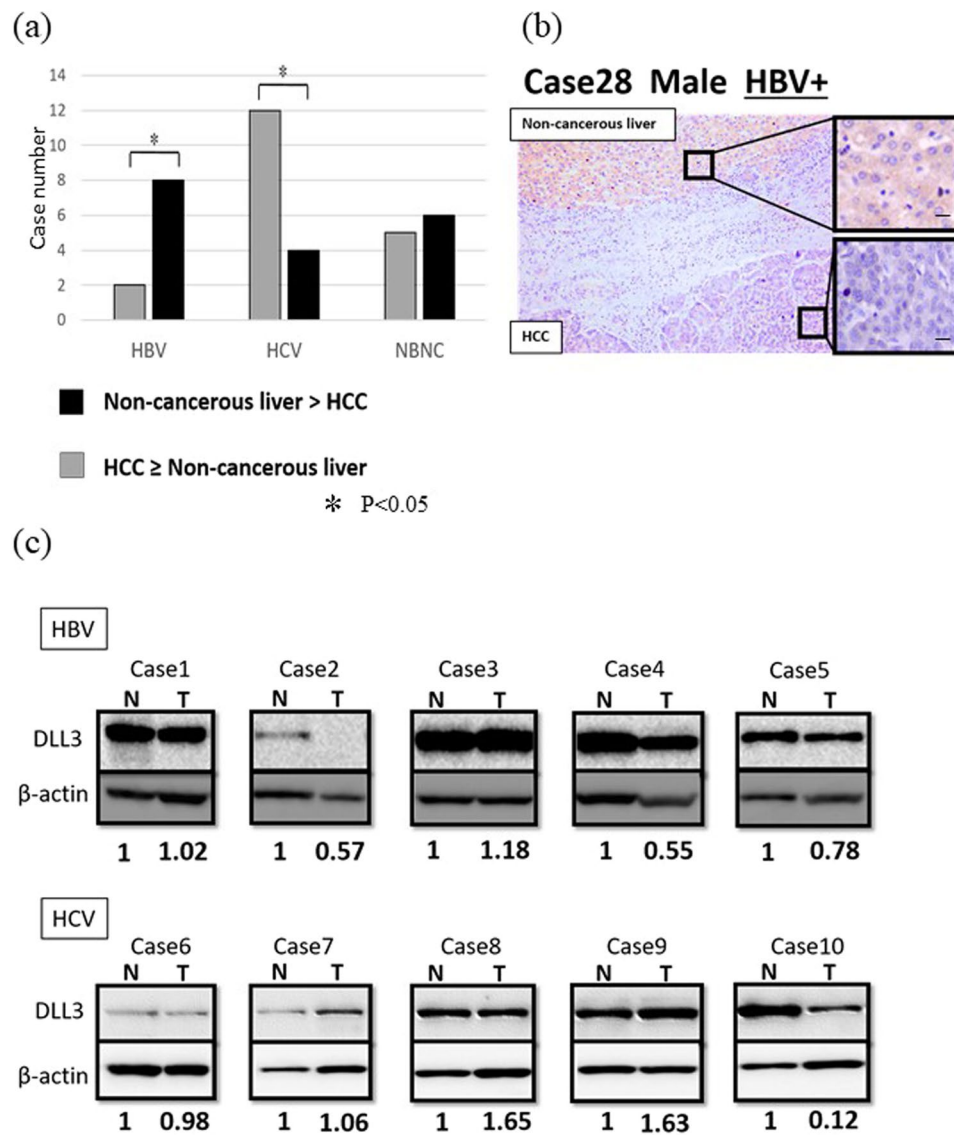 (a)
14
12
10
8
6
4
2
0
Case number
*
*
HBV HCV NBNC
Non-cancerous liver > HCC
HCC ≥ Non-cancerous liver
* P<0.05
(b)
Case28 Male HBV+
Non-cancerous liver
HCC
(c)
HBV
Case1 Case2 Case3 Case4 Case5
N T N T N T N T N T
DLL3
β-actin
1 1.02 1 0.57 1 1.18 1 0.55 1 0.78
HCV
Case6 Case7 Case8 Case9 Case10
N T N T N T N T N T
DLL3
β-actin
1 0.98 1 1.06 1 1.65 1 1.63 1 0.12